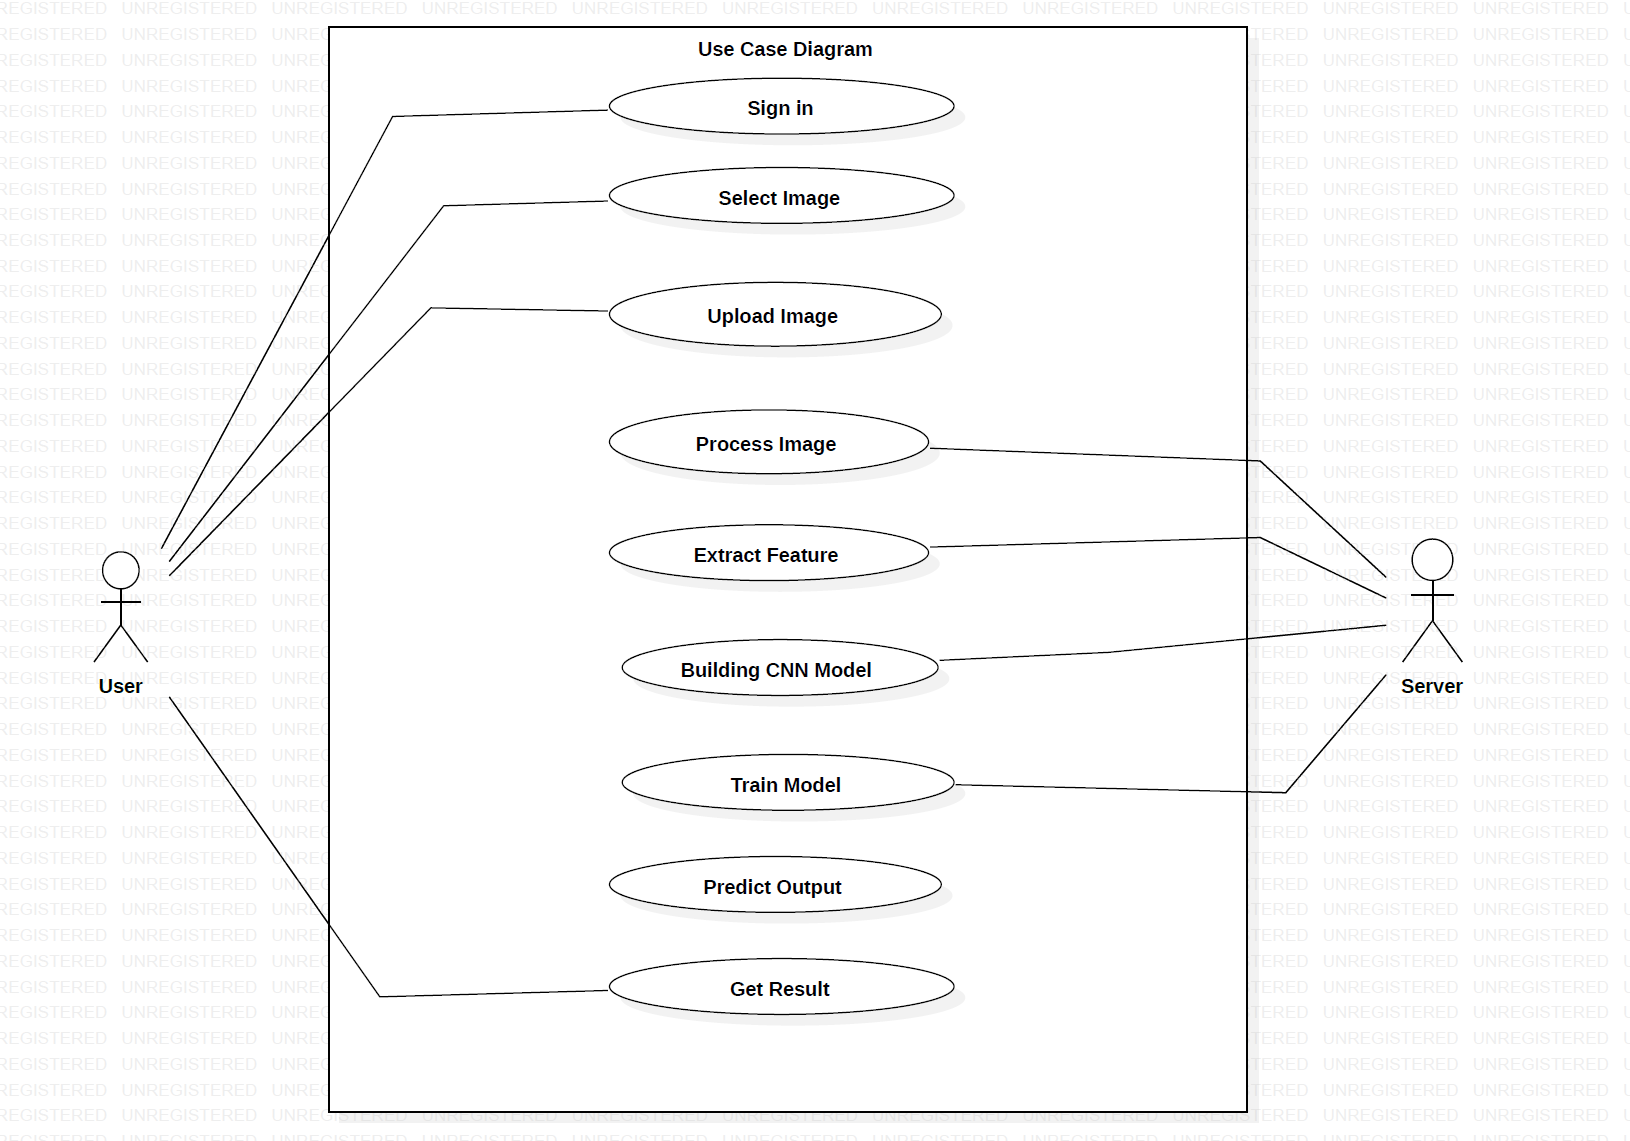 Use Case Diagram
Sign in
Select Image
Upload Image
Process Image
Extract Feature
Building CNN Model
Train Model
Predict Output
Get Result
User
Server
UNREGISTERED